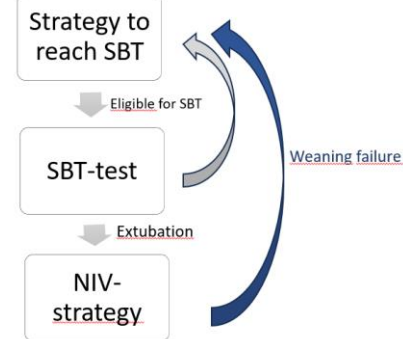 Strategy to
reach SBT
Eligible for SBT
SBT-test
Weaning failure
Extubation
NIV-
strategy